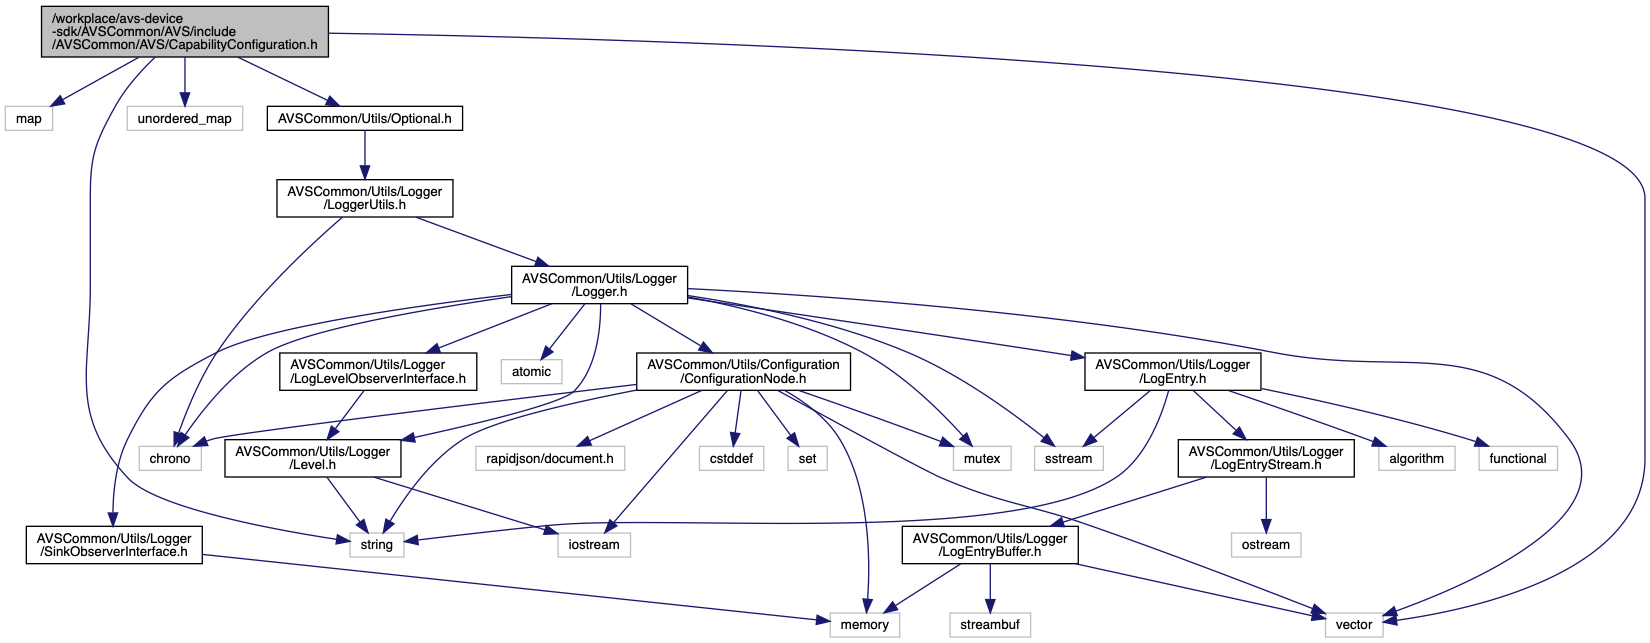 /workplace/avs-device
-sdk/AVSCommon/AVS/include
/AVSCommon/AVS/CapabilityConfiguration.h
map
unordered_map
AVSCommon/Utils/Optional.h
AVSCommon/Utils/Logger
/LoggerUtils.h
AVSCommon/Utils/Logger
/Logger.h
AVSCommon/Utils/Logger
/LogLevelObserverInterface.h
atomic
AVSCommon/Utils/Configuration
/ConfigurationNode.h
AVSCommon/Utils/Logger
/LogEntry.h
chrono
AVSCommon/Utils/Logger
/Level.h
rapidjson/document.h
cstddef
set
mutex
sstream
AVSCommon/Utils/Logger
/LogEntryStream.h
algorithm
functional
AVSCommon/Utils/Logger
/SinkObserverInterface.h
string
iostream
AVSCommon/Utils/Logger
/LogEntryBuffer.h
ostream
memory
streambuf
vector